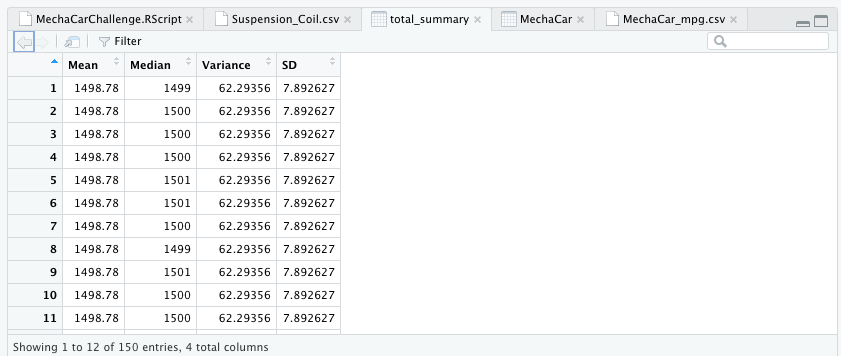 MechaCarChallenge.RScript Suspension_Coil.csv total_summary MechaCar MechaCar_mpg.csv
Filter
Mean Median Variance SD
1 1498.78 1499 62.29356 7.892627
2 1498.78 1500 62.29356 7.892627
3 1498.78 1500 62.29356 7.892627
4 1498.78 1500 62.29356 7.892627
5 1498.78 1501 62.29356 7.892627
6 1498.78 1501 62.29356 7.892627
7 1498.78 1500 62.29356 7.892627
8 1498.78 1499 62.29356 7.892627
9 1498.78 1501 62.29356 7.892627
10 1498.78 1500 62.29356 7.892627
11 1498.78 1500 62.29356 7.892627
Showing 1 to 12 of 150 entries, 4 total columns